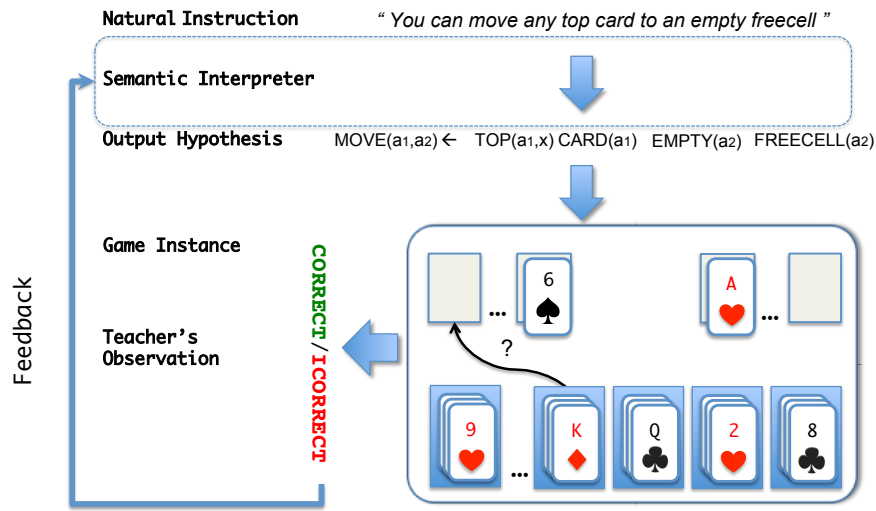 Natural Instruction
“ You can move any top card to an empty freecell ”
Semantic Interpreter
Output Hypothesis
MOVE(a1,a2) ← TOP(a1,x) CARD(a1) EMPTY(a2) FREECELL(a2)
Game Instance
Teacher's
Observation
Feedback
CORRECT/ICORRECT
6
A
...
...
?
9
...
K
Q
2
8